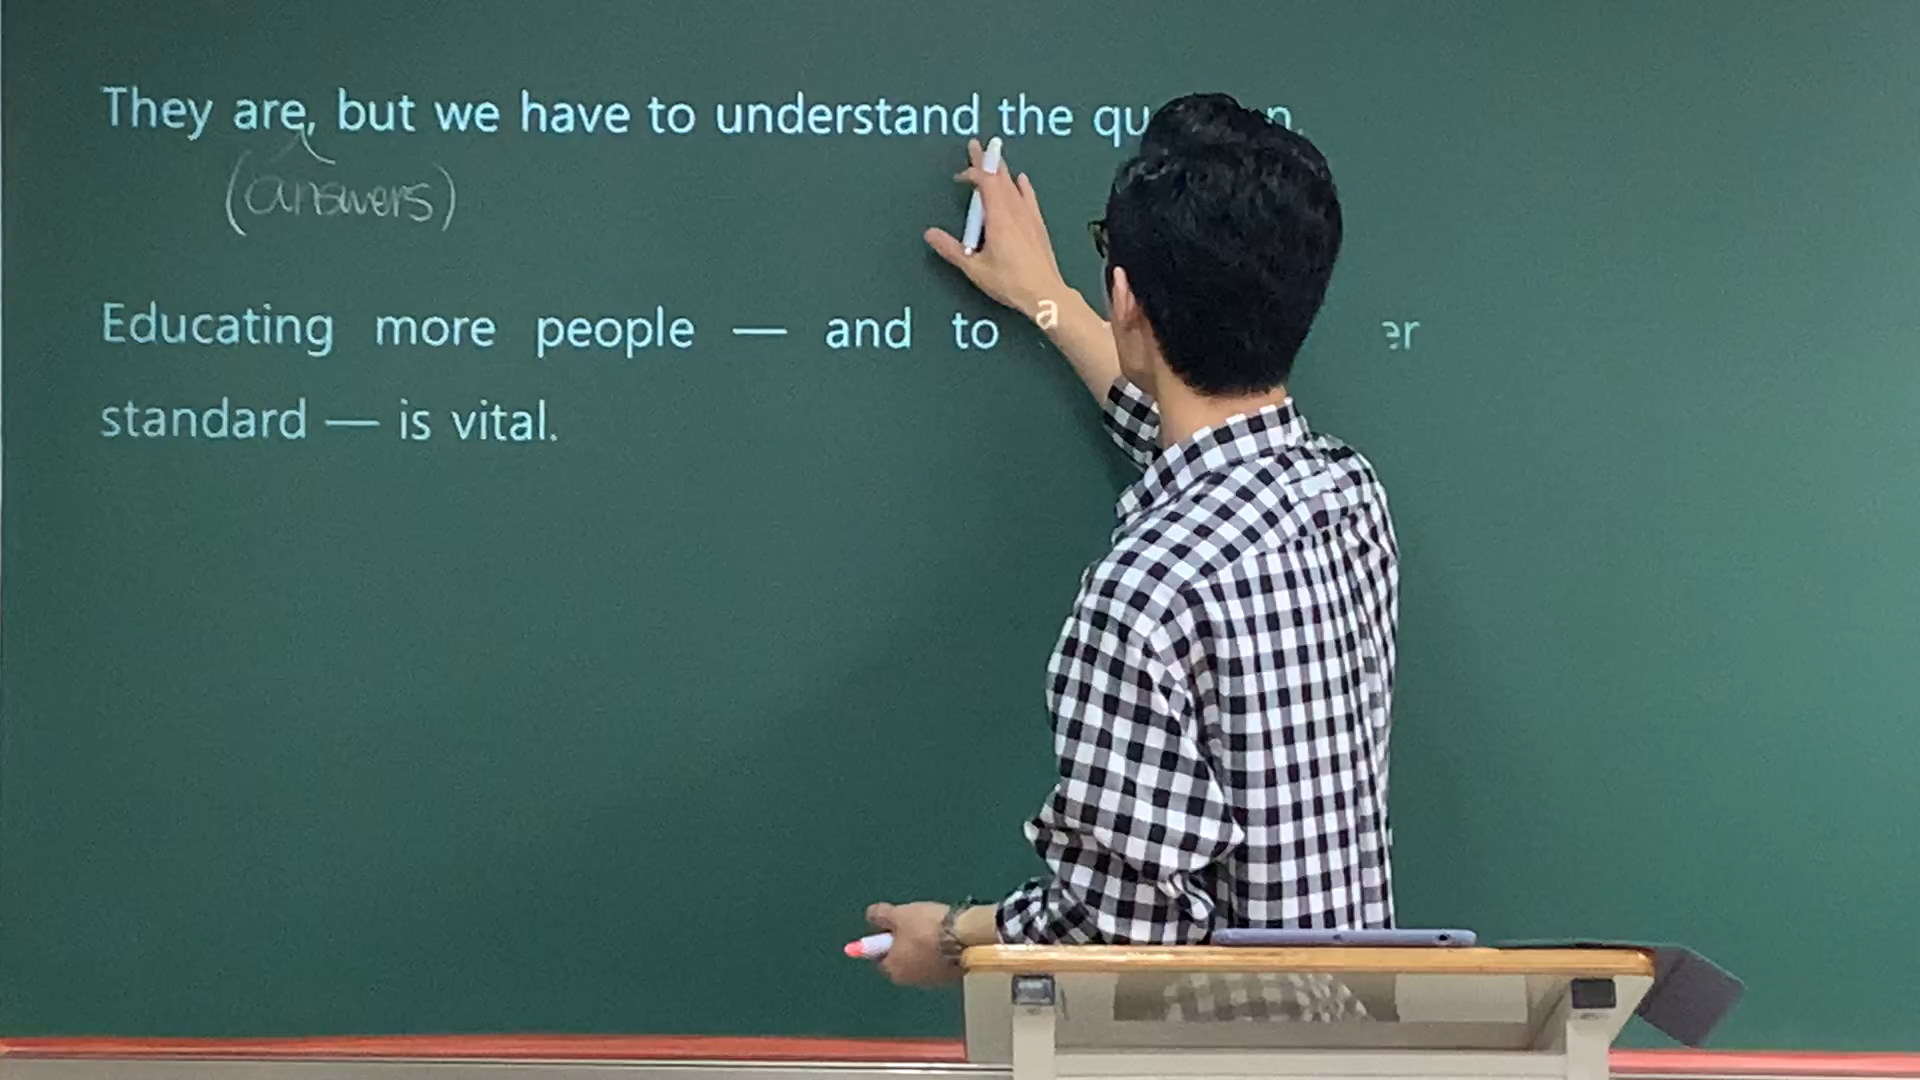 They are, but we have to understand the
(answers)
Educating more people — and to a
standard — is vital.